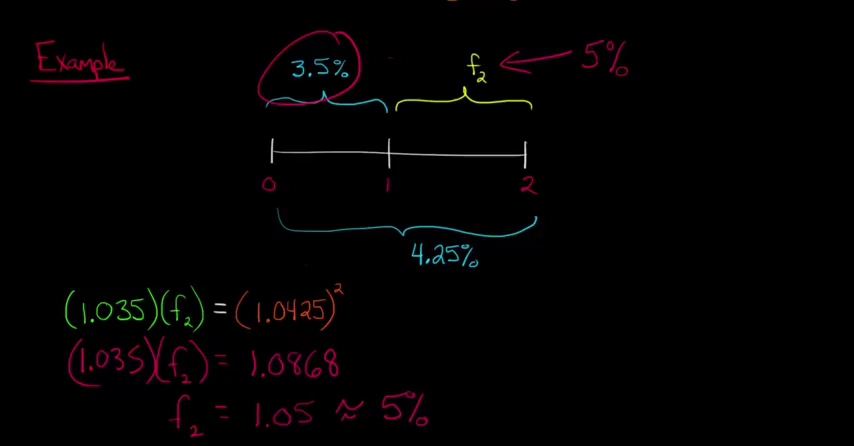 Example
3.5%
f₂ ← 5%
0 1 2
4.25%
(1.035)(f₂) = (1.0425)²
(1.035)(f₂) = 1.0868
f₂ = 1.05 ≈ 5%